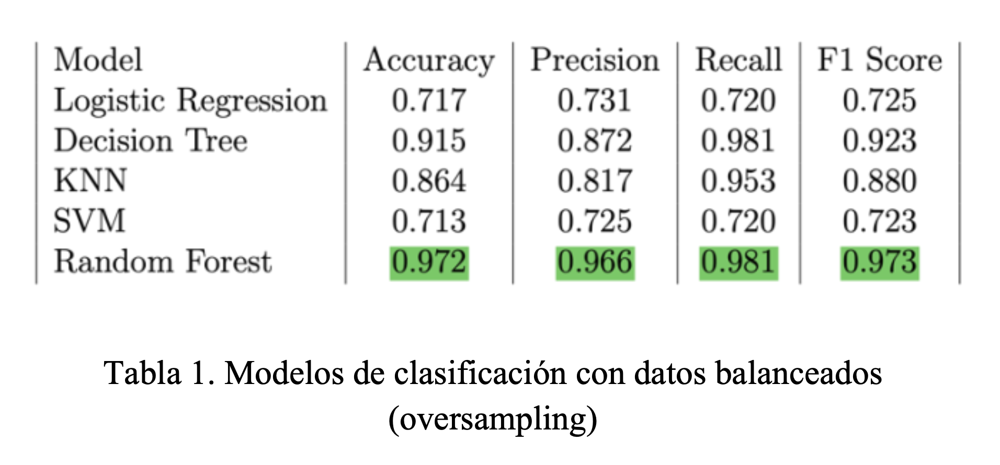 Model Accuracy Precision Recall F1 Score
Logistic Regression 0.717 0.731 0.720 0.725
Decision Tree 0.915 0.872 0.981 0.923
KNN 0.864 0.817 0.953 0.880
SVM 0.713 0.725 0.720 0.723
Random Forest 0.972 0.966 0.981 0.973
Tabla 1. Modelos de clasificación con datos balanceados
(oversampling)